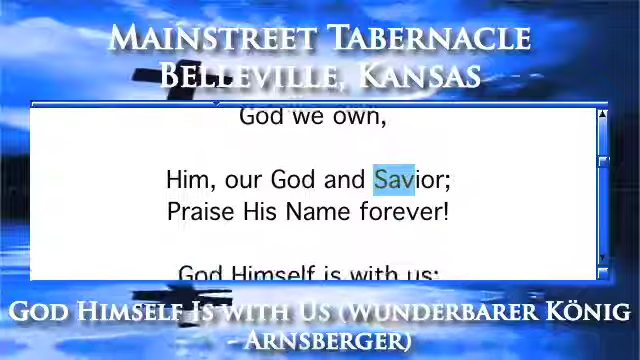 Mainstreet Tabernacle
Belleville, Kansas
God we own,
Him, our God and Savior;
Praise His Name forever!
God Himself is with us:
God Himself Is with Us (Wunderbarer König
- Arnsberger)